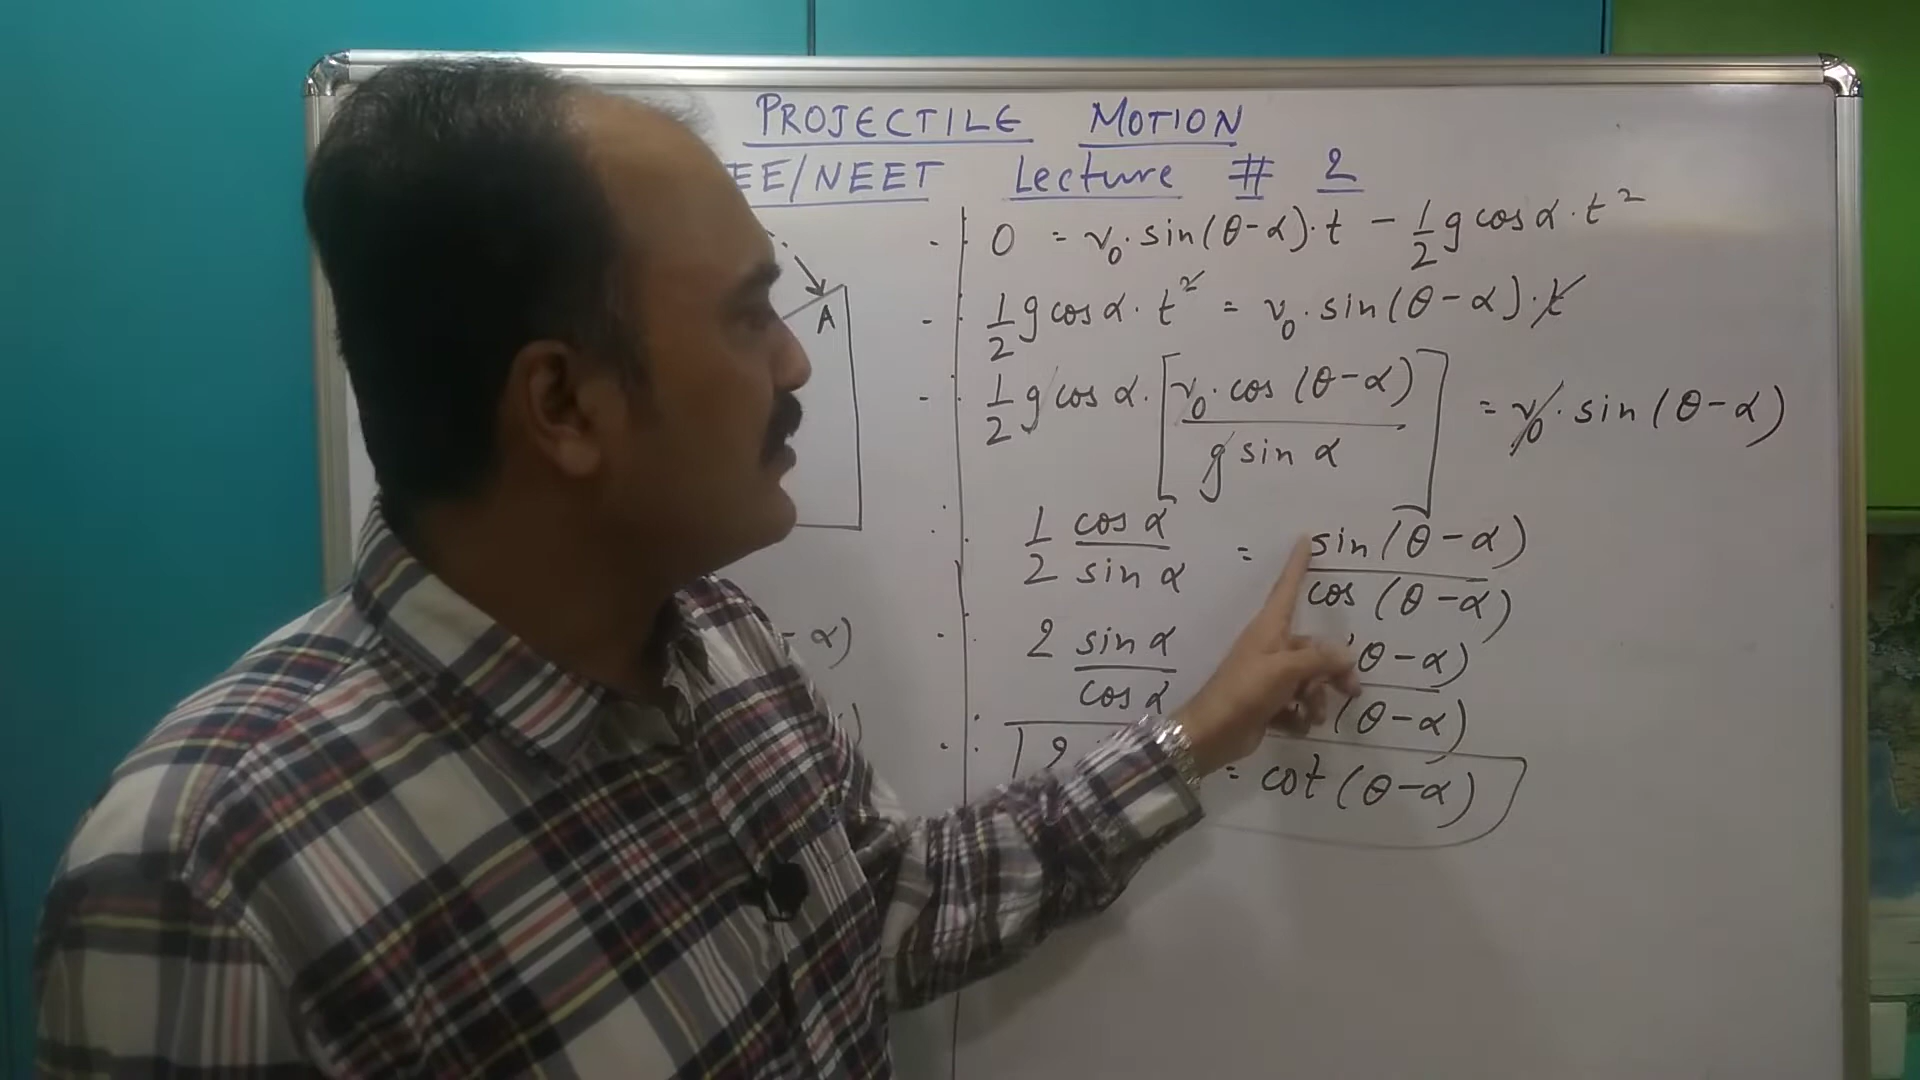 PROJECTILE MOTION
EE/NEET Lecture # 2
A
- α)
0 = v₀·sin(θ-α)·t - 1/2 g cos α·t²
1/2 g cos α·t² = v₀·sin(θ-α)·t
1/2 g cos α·[v₀·cos(θ-α) / g sin α] = v₀·sin(θ-α)
1/2 cos α / sin α = sin(θ-α) / cos(θ-α)
2 sin α / cos α (θ-α) / (θ-α)
2 = cot(θ-α)